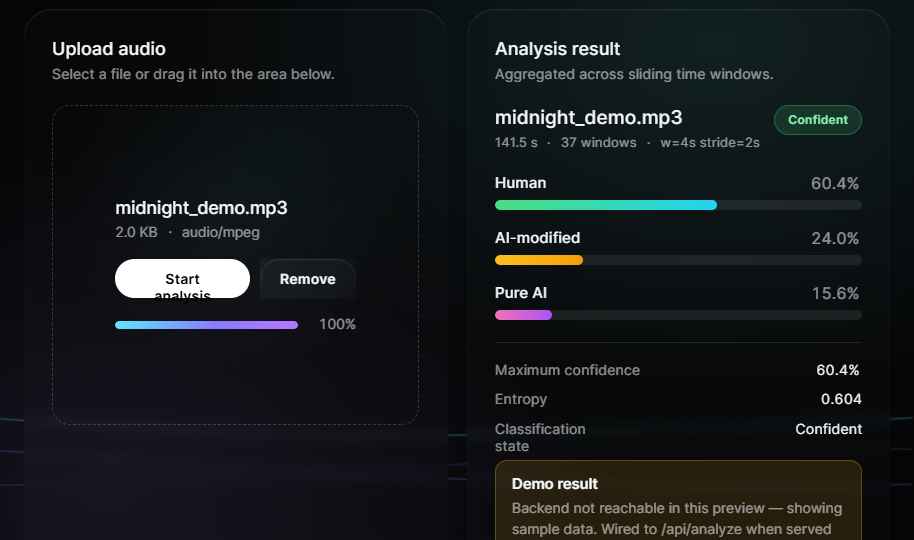 Upload audio
Select a file or drag it into the area below.
midnight_demo.mp3
2.0 KB · audio/mpeg
Start
analysis
Remove
100%
Analysis result
Aggregated across sliding time windows.
midnight_demo.mp3
Confident
141.5 s · 37 windows · w=4s stride=2s
Human 60.4%
AI-modified 24.0%
Pure AI 15.6%
Maximum confidence 60.4%
Entropy 0.604
Classification Confident
state
Demo result
Backend not reachable in this preview — showing
sample data. Wired to /api/analyze when served